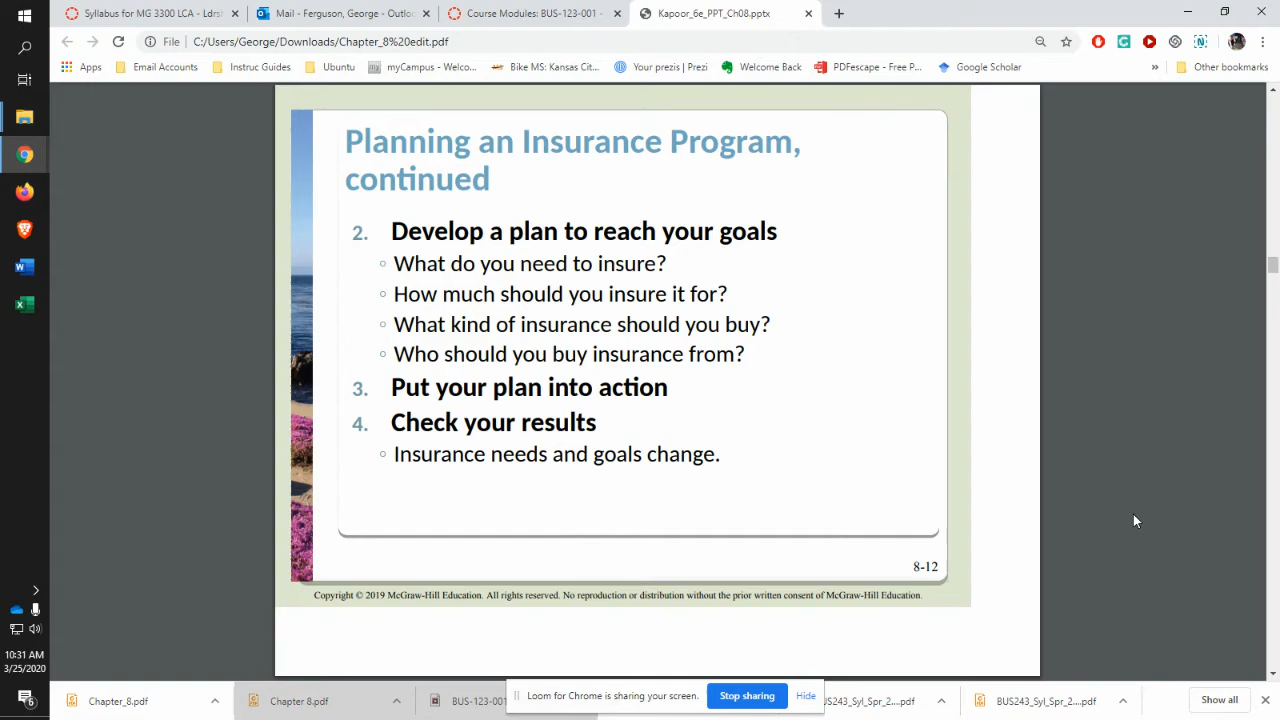 Syllabus for MG 3300 LCA - Ldrs
Mail - Ferguson, George - Outloo
Course Modules: BUS-123-001 -
Kapoor_6e_PPT_Ch08.pptx
File
C:/Users/George/Downloads/Chapter_8%20edit.pdf
Apps
Email Accounts
Instruc Guides
Ubuntu
myCampus - Welco...
Bike MS: Kansas Cit...
Your prezis | Prezi
Welcome Back
PDFescape - Free P...
Google Scholar
»
Other bookmarks
Planning an Insurance Program,
continued
2. Develop a plan to reach your goals
What do you need to insure?
How much should you insure it for?
What kind of insurance should you buy?
Who should you buy insurance from?
3. Put your plan into action
4. Check your results
Insurance needs and goals change.
8-12
Copyright © 2019 McGraw-Hill Education. All rights reserved. No reproduction or distribution without the prior written consent of McGraw-Hill Education.
10:31 AM
3/25/2020
6
Chapter_8.pdf
Chapter 8.pdf
BUS-123-001
Loom for Chrome is sharing your screen.
Stop sharing
Hide
US243_Syl_Spr_2....pdf
BUS243_Syl_Spr_2....pdf
Show all